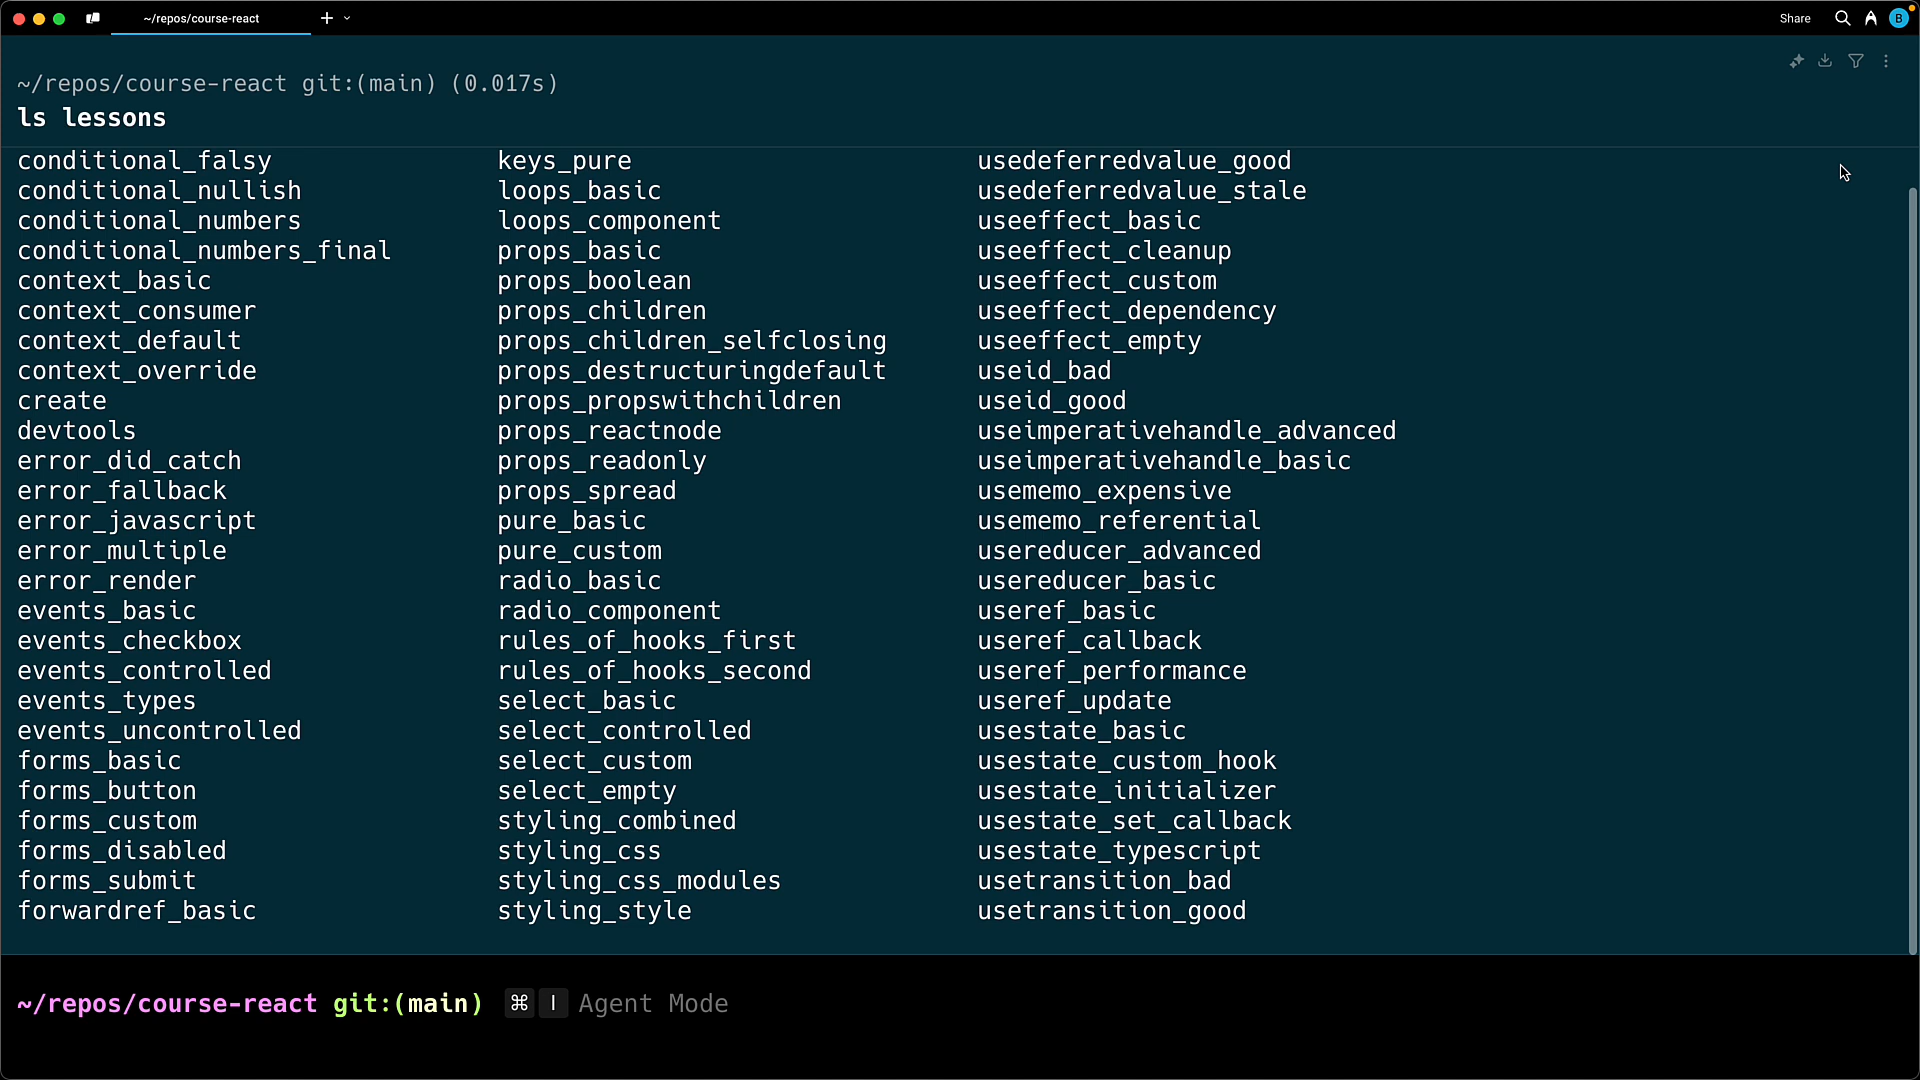 ~/repos/course-react
Share
B
~/repos/course-react git:(main) (0.017s)
ls lessons
conditional_falsy keys_pure usedeferredvalue_good
conditional_nullish loops_basic usedeferredvalue_stale
conditional_numbers loops_component useeffect_basic
conditional_numbers_final props_basic useeffect_cleanup
context_basic props_boolean useeffect_custom
context_consumer props_children useeffect_dependency
context_default props_children_selfclosing useeffect_empty
context_override props_destructuringdefault useid_bad
create props_propswithchildren useid_good
devtools props_reactnode useimperativehandle_advanced
error_did_catch props_readonly useimperativehandle_basic
error_fallback props_spread usememo_expensive
error_javascript pure_basic usememo_referential
error_multiple pure_custom usereducer_advanced
error_render radio_basic usereducer_basic
events_basic radio_component useref_basic
events_checkbox rules_of_hooks_first useref_callback
events_controlled rules_of_hooks_second useref_performance
events_types select_basic useref_update
events_uncontrolled select_controlled usestate_basic
forms_basic select_custom usestate_custom_hook
forms_button select_empty usestate_initializer
forms_custom styling_combined usestate_set_callback
forms_disabled styling_css usestate_typescript
forms_submit styling_css_modules usetransition_bad
forwardref_basic styling_style usetransition_good
~/repos/course-react git:(main) ⌘ I Agent Mode